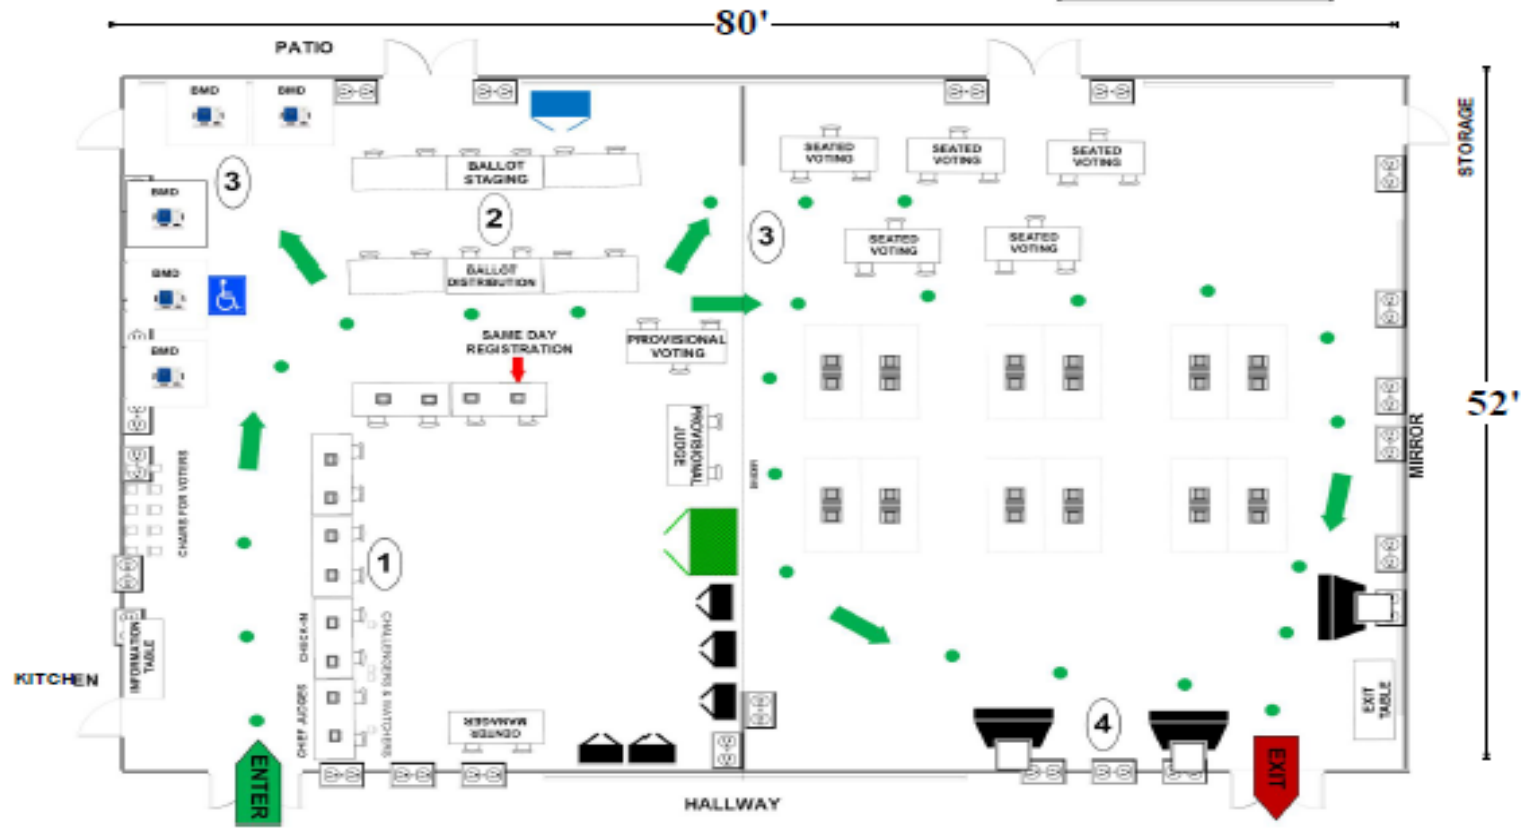 80'
PATIO
BMD
BMD
STORAGE
BALLOT
STAGING
SEATED
VOTING
SEATED
VOTING
SEATED
VOTING
3
BMD
2
3
SEATED
VOTING
SEATED
VOTING
BMD
BALLOT
DISTRIBUTION
SAME DAY
REGISTRATION
PROVISIONAL
VOTING
BMD
52'
PROVISIONAL
JUDGE
MIRROR
CHAIRS FOR VOTERS
1
CHECK-IN
CHALLENGERS & WATCHERS
INFORMATION
TABLE
KITCHEN
CHIEF JUDGES
CENTER
MANAGER
4
EXIT
TABLE
ENTER
EXIT
HALLWAY